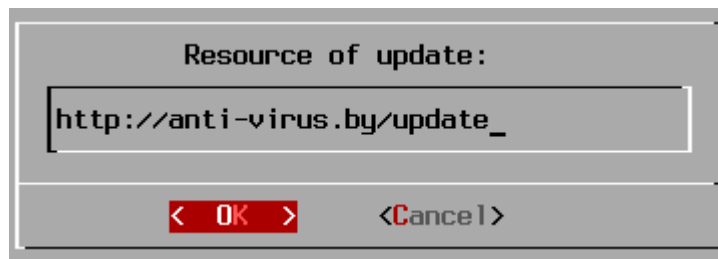 Resource of update:
http://anti-virus.by/update_
< OK > <Cancel>